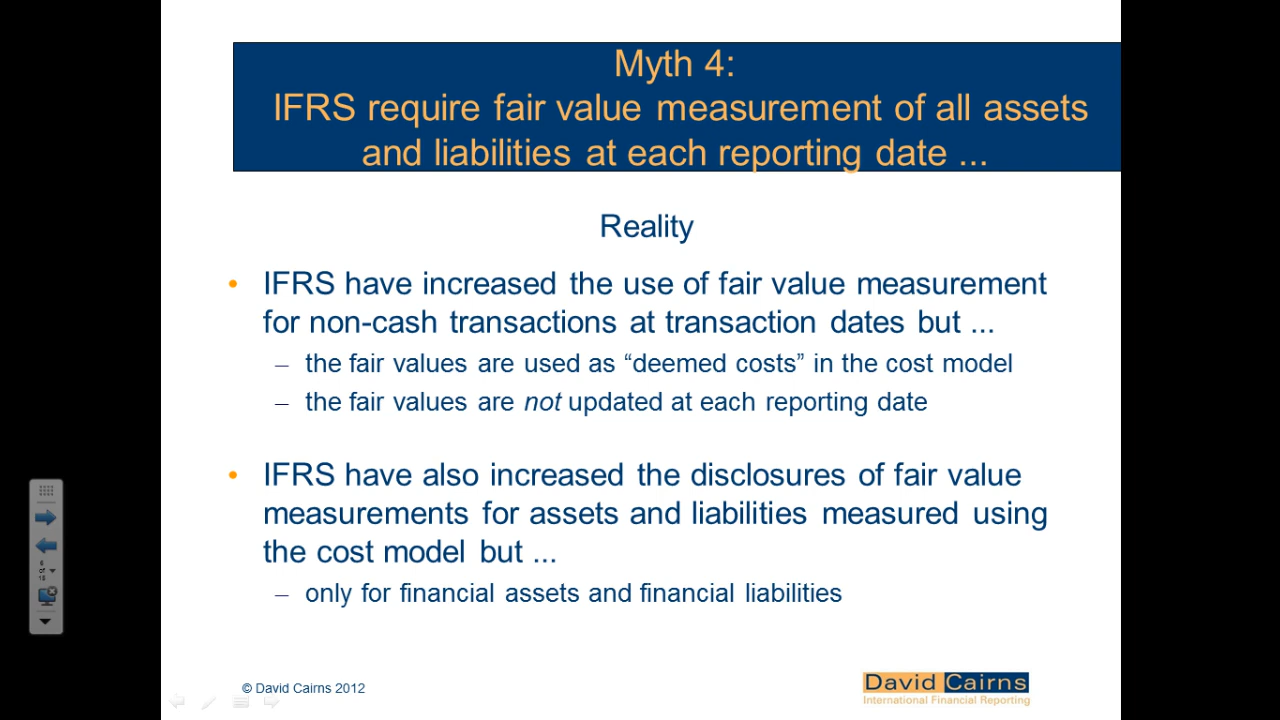 Myth 4:
IFRS require fair value measurement of all assets
and liabilities at each reporting date ...
Reality
• IFRS have increased the use of fair value measurement
for non-cash transactions at transaction dates but ...
– the fair values are used as “deemed costs” in the cost model
– the fair values are not updated at each reporting date
• IFRS have also increased the disclosures of fair value
measurements for assets and liabilities measured using
the cost model but ...
– only for financial assets and financial liabilities
6
of
18
© David Cairns 2012
David Cairns
International Financial Reporting